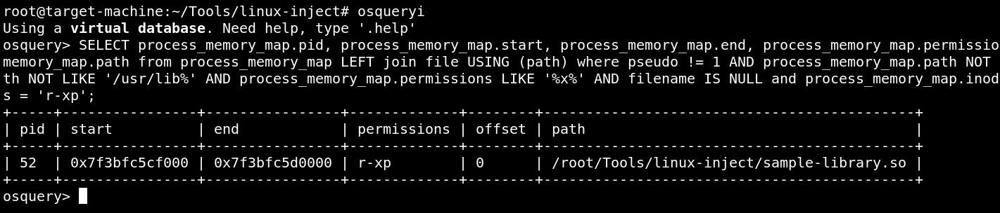 root@target-machine:~/Tools/linux-inject# osqueryi
Using a virtual database. Need help, type '.help'
osquery> SELECT process_memory_map.pid, process_memory_map.start, process_memory_map.end, process_memory_map.permissio
memory_map.path from process_memory_map LEFT join file USING (path) where pseudo != 1 AND process_memory_map.path NOT
th NOT LIKE '/usr/lib%' AND process_memory_map.permissions LIKE '%x%' AND filename IS NULL and process_memory_map.inod
s = 'r-xp';
+-----+----------------+----------------+-------------+--------+--------------------------------------------+
| pid | start          | end            | permissions | offset | path                                       |
+-----+----------------+----------------+-------------+--------+--------------------------------------------+
| 52  | 0x7f3bfc5cf000 | 0x7f3bfc5d0000 | r-xp        | 0      | /root/Tools/linux-inject/sample-library.so |
+-----+----------------+----------------+-------------+--------+--------------------------------------------+
osquery>